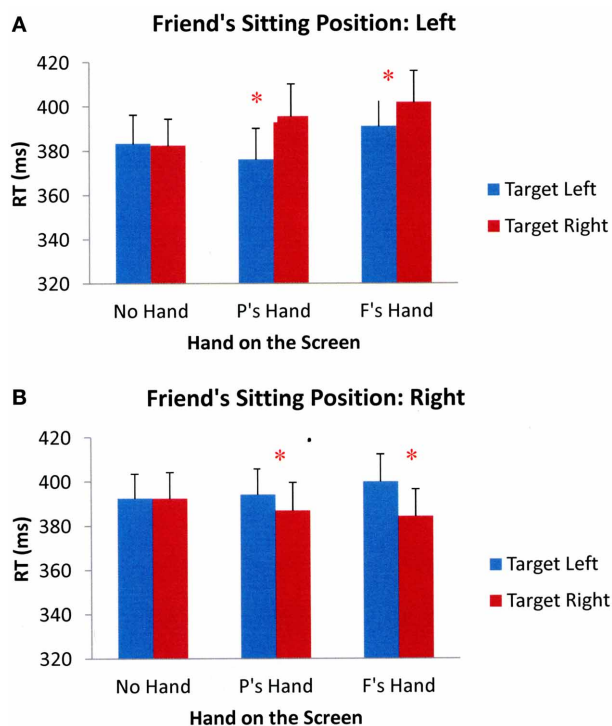 A
Friend's Sitting Position: Left
420
400
380
360
340
320
RT (ms)
*
*
Target Left
Target Right
No Hand
P's Hand
F's Hand
Hand on the Screen
B
Friend's Sitting Position: Right
420
400
380
360
340
320
RT (ms)
*
*
Target Left
Target Right
No Hand
P's Hand
F's Hand
Hand on the Screen